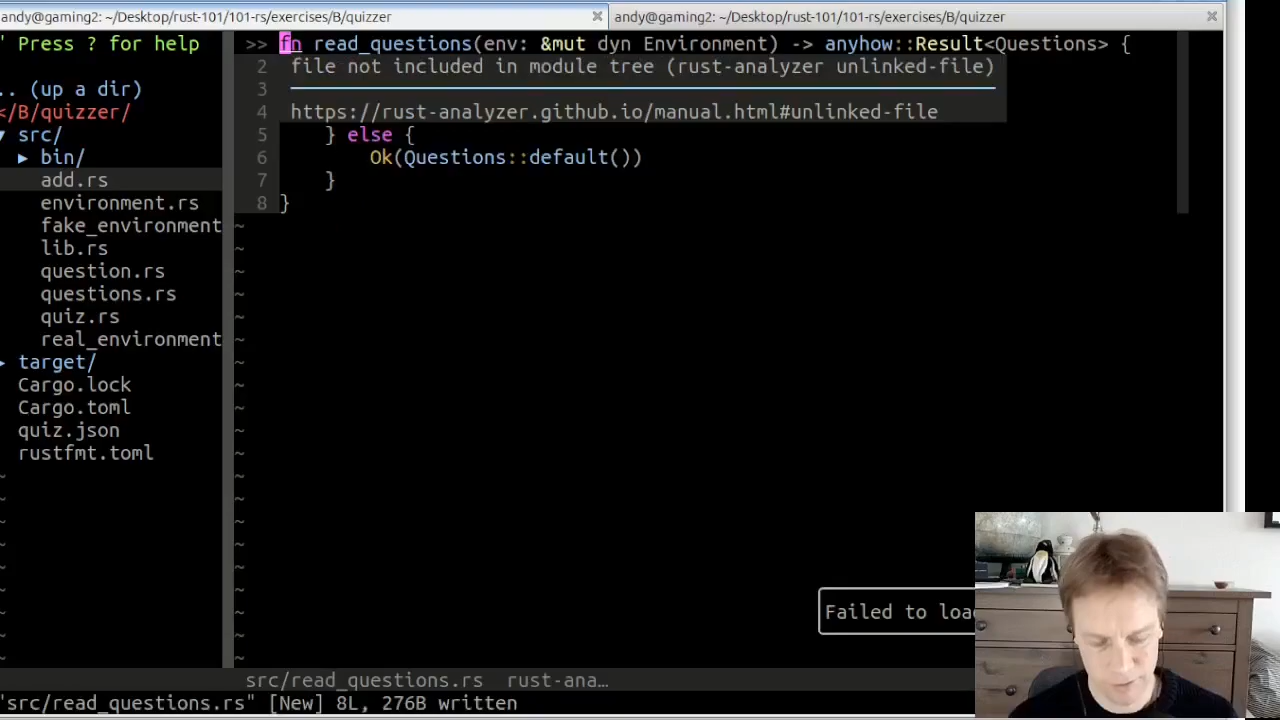 andy@gaming2: ~/Desktop/rust-101/101-rs/exercises/B/quizzer
andy@gaming2: ~/Desktop/rust-101/101-rs/exercises/B/quizzer
" Press ? for help
.. (up a dir)
</B/quizzer/
▼ src/
▶ bin/
add.rs
environment.rs
fake_environment
lib.rs
question.rs
questions.rs
quiz.rs
real_environment
▶ target/
Cargo.lock
Cargo.toml
quiz.json
rustfmt.toml
>> fn read_questions(env: &mut dyn Environment) -> anyhow::Result<Questions> {
2 file not included in module tree (rust-analyzer unlinked-file)
3
4 https://rust-analyzer.github.io/manual.html#unlinked-file
5 } else {
6 Ok(Questions::default())
7 }
8 }
Failed to loa
src/read_questions.rs rust-ana…
"src/read_questions.rs" [New] 8L, 276B written